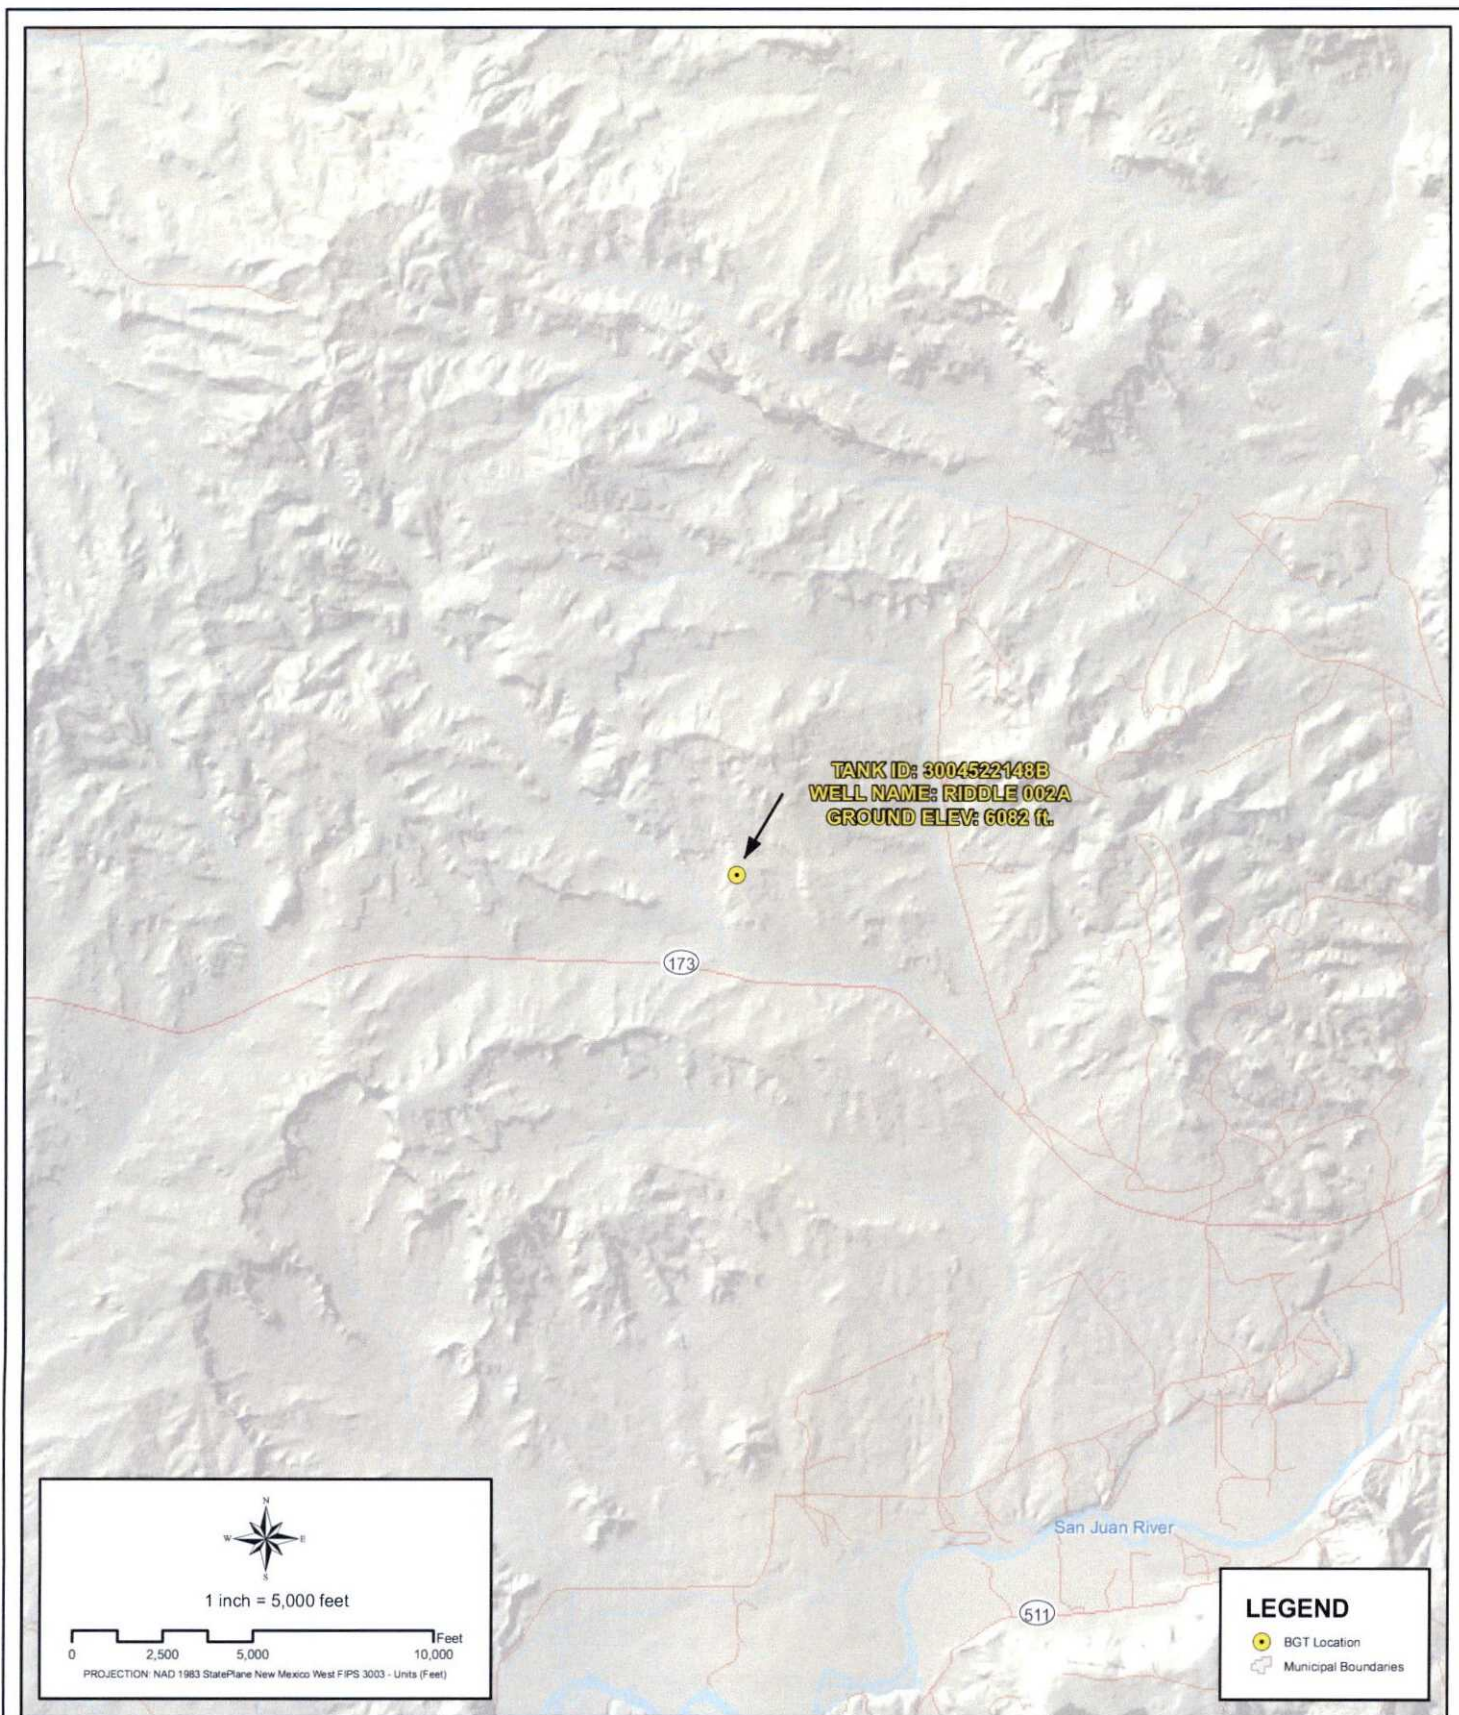 TANK ID: 3004522148B
WELL NAME: RIDDLE 002A
GROUND ELEV: 6082 ft.
173
San Juan River
511
N
W E
S
1 inch = 5,000 feet
Feet
0 2,500 5,000 10,000
PROJECTION: NAD 1983 StatePlane New Mexico West FIPS 3003 - Units (Feet)
LEGEND
BGT Location
Municipal Boundaries